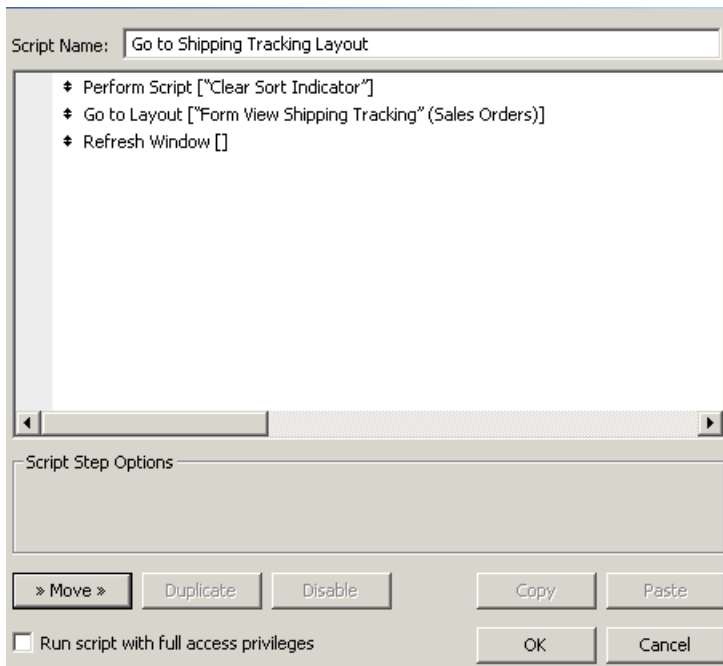 Script Name: Go to Shipping Tracking Layout
Perform Script ["Clear Sort Indicator"]
Go to Layout ["Form View Shipping Tracking" (Sales Orders)]
Refresh Window []
Script Step Options
» Move » Duplicate Disable Copy Paste
Run script with full access privileges OK Cancel